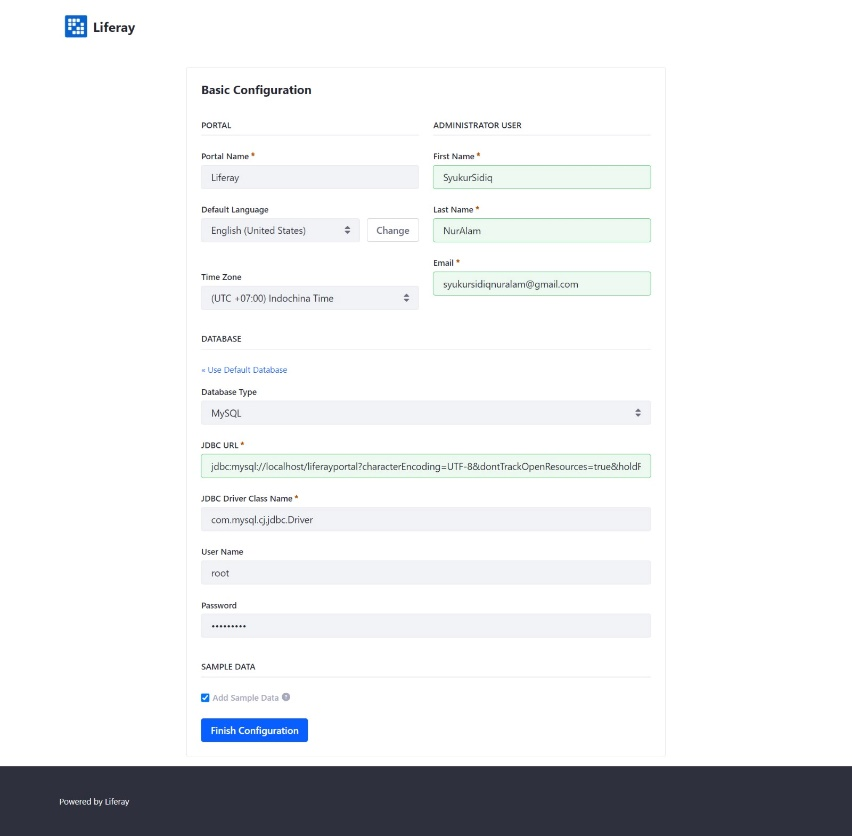 Liferay
Basic Configuration
PORTAL
Portal Name *
Liferay
Default Language
English (United States)
Change
Time Zone
(UTC +07:00) Indochina Time
ADMINISTRATOR USER
First Name *
SyukurSidiq
Last Name *
NurAlam
Email *
syukursidiqnuralam@gmail.com
DATABASE
« Use Default Database
Database Type
MySQL
JDBC URL *
jdbc:mysql://localhost/liferayportal?characterEncoding=UTF-8&dontTrackOpenResources=true&holdF
JDBC Driver Class Name *
com.mysql.cj.jdbc.Driver
User Name
root
Password
•••••••••
SAMPLE DATA
Add Sample Data ?
Finish Configuration
Powered by Liferay